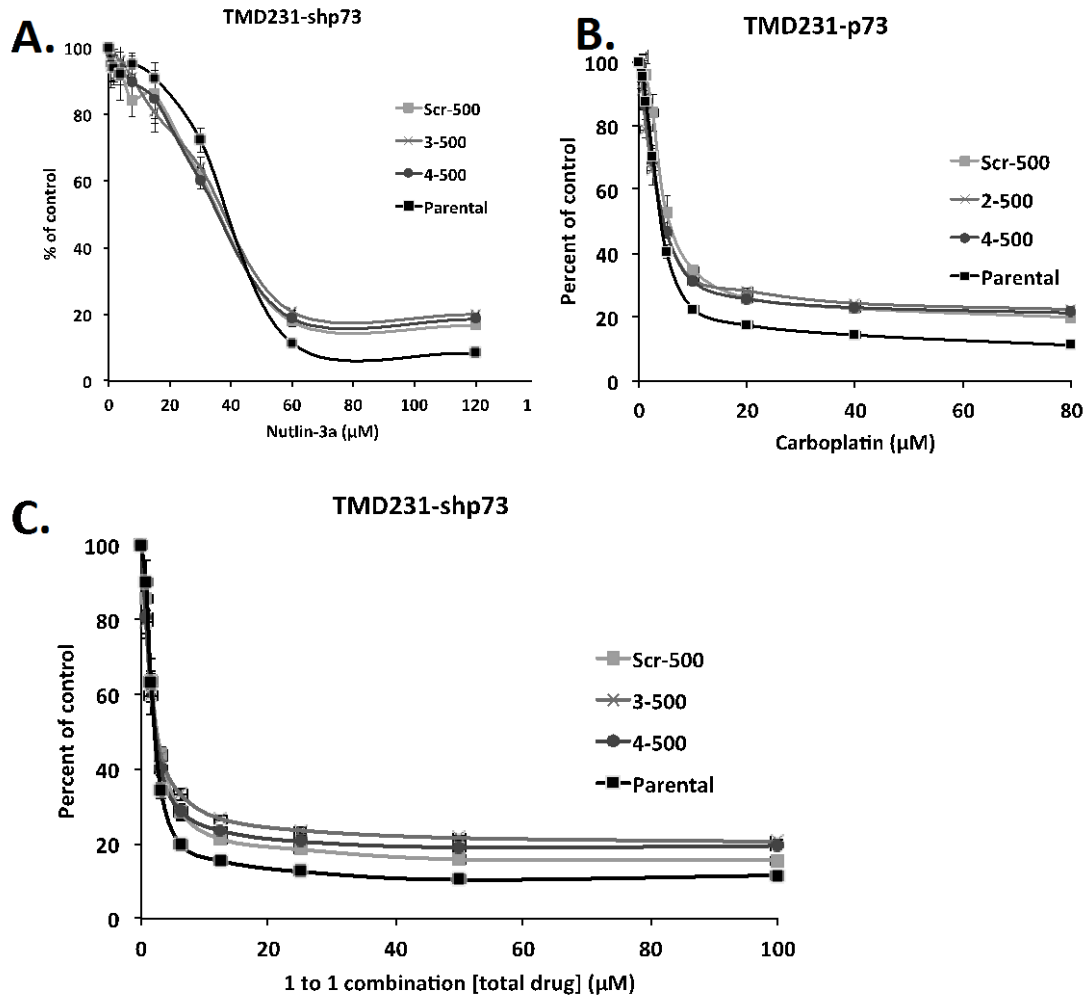 A.
TMD231-shp73
100
80
60
40
20
0
% of control
0 20 40 60 80 100 120 1
Nutlin-3a (μM)
Scr-500
3-500
4-500
Parental
B.
TMD231-p73
100
80
60
40
20
0
Percent of control
0 20 40 60 80
Carboplatin (μM)
Scr-500
2-500
4-500
Parental
C.
TMD231-shp73
100
80
60
40
20
0
Percent of control
0 20 40 60 80 100
1 to 1 combination [total drug] (μM)
Scr-500
3-500
4-500
Parental